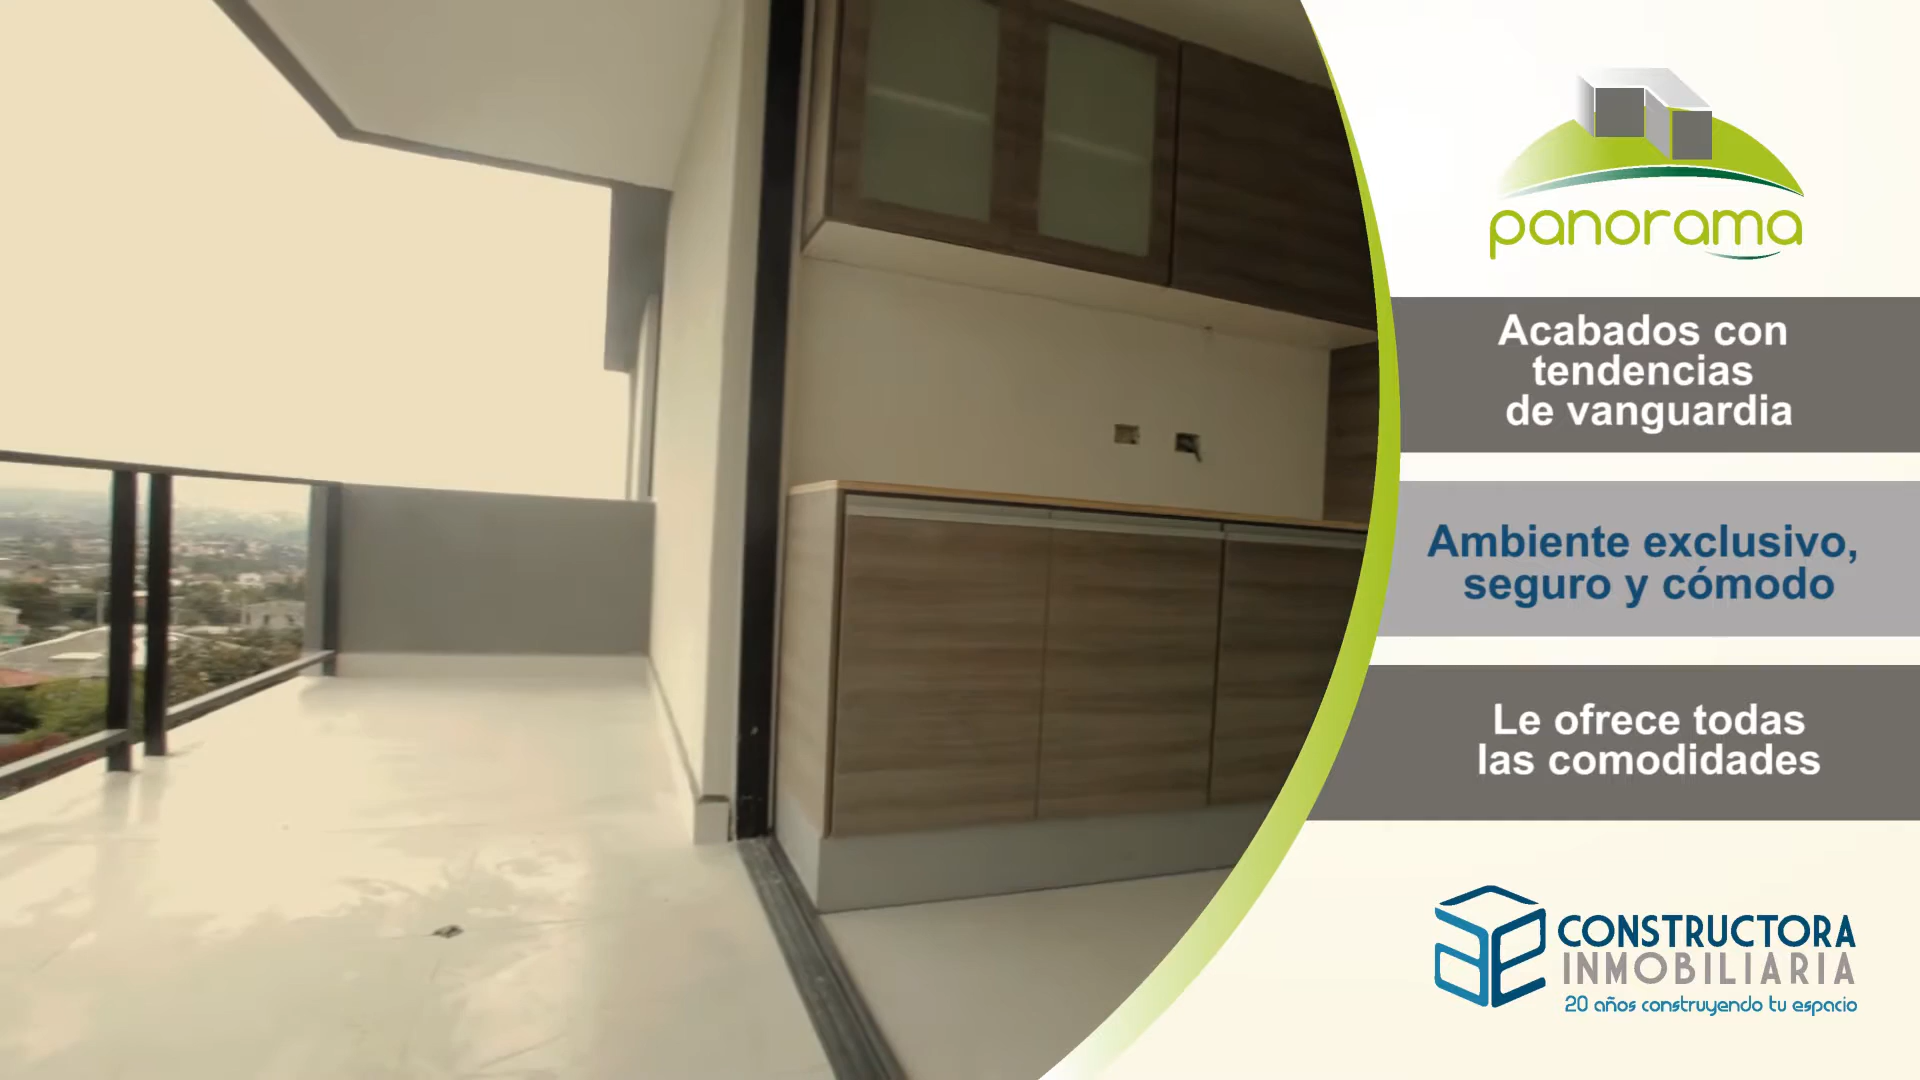 panorama
Acabados con
tendencias
de vanguardia
Ambiente exclusivo,
seguro y cómodo
Le ofrece todas
las comodidades
CONSTRUCTORA
INMOBILIARIA
20 años construyendo tu espacio